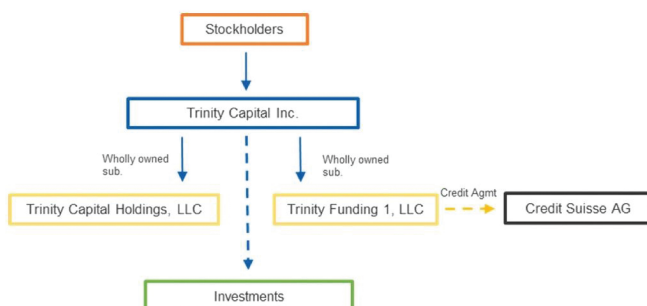 Stockholders
Trinity Capital Inc.
Wholly owned
sub.
Wholly owned
sub.
Credit Agmt
Trinity Capital Holdings, LLC
Trinity Funding 1, LLC
Credit Suisse AG
Investments